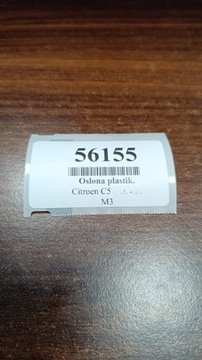 56155
Osłona plastik.
Citroen C5
M3